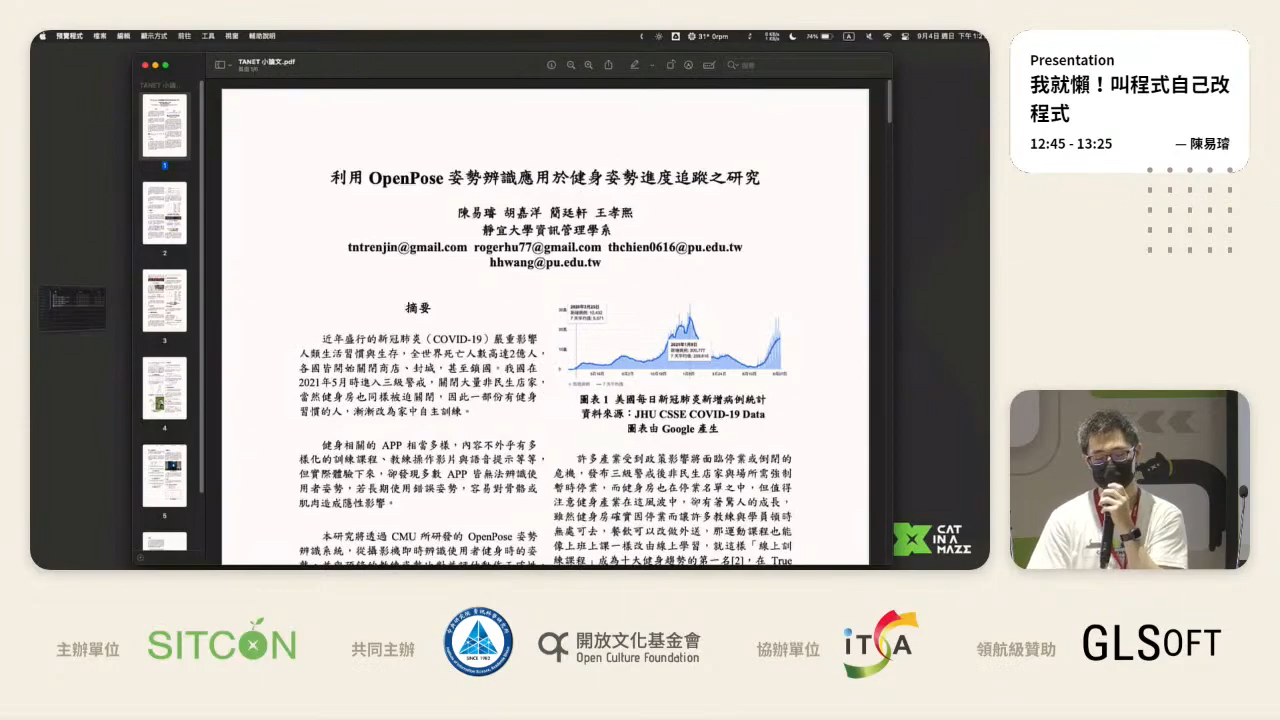 預覽程式 檔案 編輯 顯示方式 前往 工具 視窗 輔助說明
31° 0rpm
74%
A
9月4日 週日 下午1:2
TANET 小論文.pdf
TANET 小論
1
2
3
4
5
利用 OpenPose 姿勢辨識應用於健身姿勢進度追蹤之研究
陳易璿 胡嘉洋 簡廷軒 王孝熙
靜宜大學資訊管理學系
tntrenjin@gmail.com rogerhu77@gmail.com thchien0616@pu.edu.tw
hhwang@pu.edu.tw
摘要
近年盛行的新冠肺炎（COVID-19）嚴重影響
人類生活習慣與生存，全世界死亡人數高達2億人，
各國皆開始關閉商店、封城，甚至鎖國。我國在
2021年5月時進入三級警戒，關閉大量非民生店家，
當然健身房也同樣被迫關閉，因此一部份有健身
習慣的人，漸漸改為家中自主訓練。
健身相關的 APP 相當多樣，內容不外乎有多
樣化的訓練課程、教練操作影片與語音提示等等，
但實際體驗下來，卻發現多數 APP 皆無法辨識使
用者姿勢，若長期使用錯誤姿勢，容易對骨骼或
肌肉造成隱性影響。
本研究將透過 CMU 所研發的 OpenPose 姿勢
辨識系統，從攝影機即時辨識使用者健身時的姿
圖表 1 美國每日新冠肺炎新增病例統計
資料來源：JHU CSSE COVID-19 Data
圖表由 Google 產生
許多產業受到政策影響將面臨停業或倒閉的
危機，發布三級警戒後非民生店家與場所需強制
暫時停業，而健身房也在停業名單之中，但值得
注意健身產業在這風波中，卻有著驚人的成長，
雖然健身房確實因停業而讓許多教練與學員頓時
無處可去，餐飲可以改做外送，那運動課程也能
像上班上課一樣改由線上學習，就這樣「線上訓
練課程」成為十大健身趨勢的第一名[2]，在 True
CAT
IN A
MAZE
Presentation
我就懶！叫程式自己改
程式
12:45 - 13:25
— 陳易璿
主辦單位
SITCON
共同主辦
SINCE 1982
開放文化基金會
Open Culture Foundation
協辦單位
iTSA
領航級贊助
GLSOFT